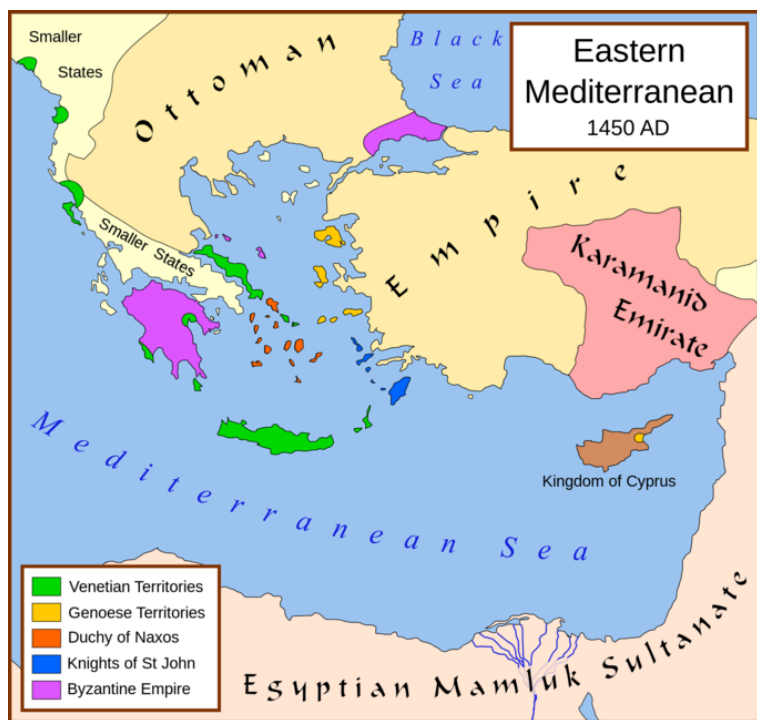 Smaller
States
Ottoman
Empire
Black
Sea
Eastern
Mediterranean
1450 AD
Smaller States
Karamanid
Emirate
Mediterranean Sea
Kingdom of Cyprus
Venetian Territories
Genoese Territories
Duchy of Naxos
Knights of St John
Byzantine Empire
Egyptian Mamluk Sultanate